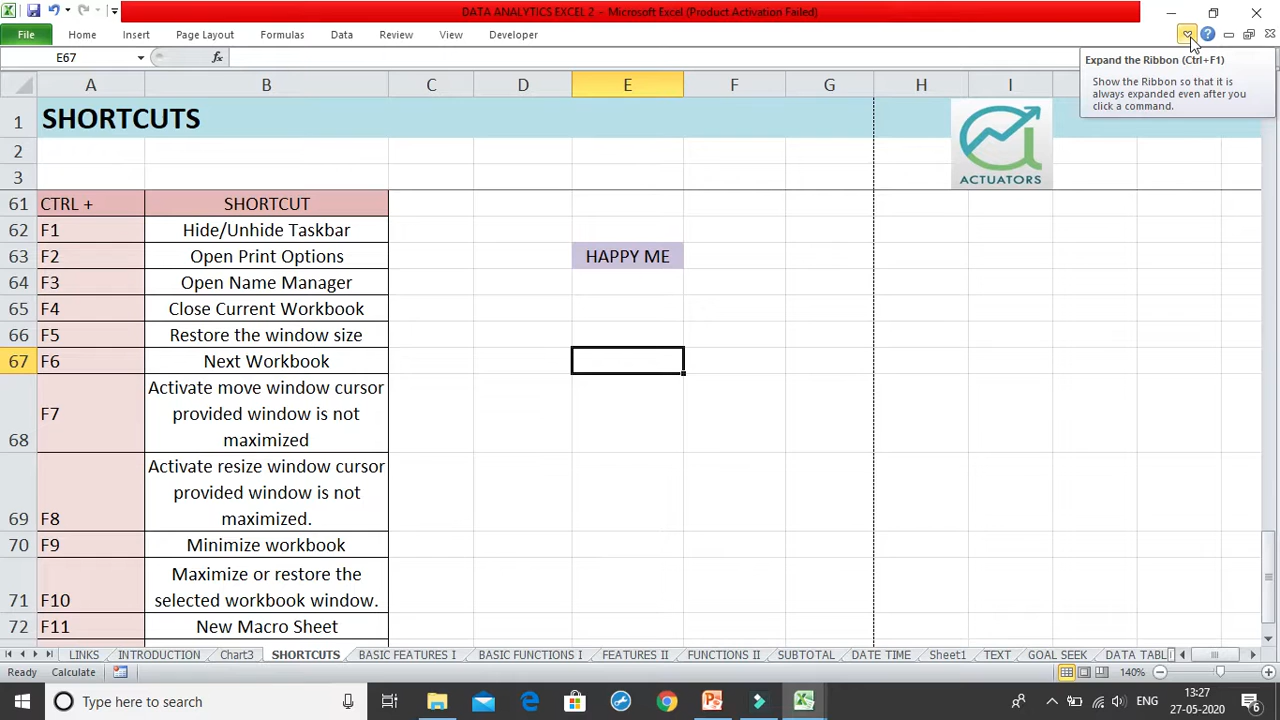 DATA ANALYTICS EXCEL 2 - Microsoft Excel (Product Activation Failed)
File Home Insert Page Layout Formulas Data Review View Developer
E67 fx
Expand the Ribbon (Ctrl+F1)
Show the Ribbon so that it is
always expanded even after you
click a command.
A B C D E F G H I
1 SHORTCUTS
ACTUATORS
2
3
61 CTRL + SHORTCUT
62 F1 Hide/Unhide Taskbar
63 F2 Open Print Options HAPPY ME
64 F3 Open Name Manager
65 F4 Close Current Workbook
66 F5 Restore the window size
67 F6 Next Workbook
Activate move window cursor
provided window is not
maximized
68 F7
Activate resize window cursor
provided window is not
maximized.
69 F8
70 F9 Minimize workbook
Maximize or restore the
selected workbook window.
71 F10
72 F11 New Macro Sheet
LINKS INTRODUCTION Chart3 SHORTCUTS BASIC FEATURES I BASIC FUNCTIONS I FEATURES II FUNCTIONS II SUBTOTAL DATE TIME Sheet1 TEXT GOAL SEEK DATA TABL
Ready Calculate 140%
Type here to search ENG 13:27
27-05-2020
6